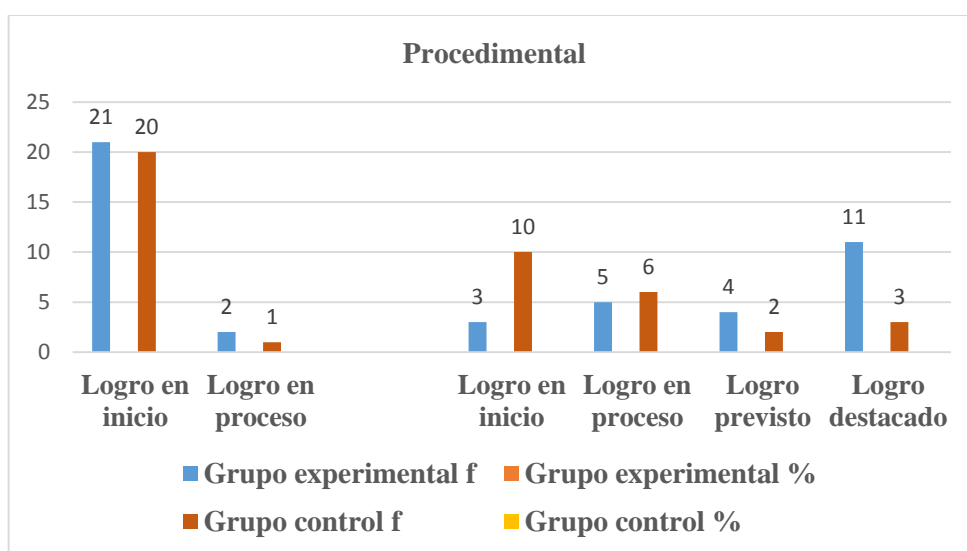 Procedimental
25
20
15
10
5
0
21
20
2
1
3
10
5
6
4
2
11
3
Logro en
inicio
Logro en
proceso
Logro en
inicio
Logro en
proceso
Logro
previsto
Logro
destacado
Grupo experimental f
Grupo experimental %
Grupo control f
Grupo control %